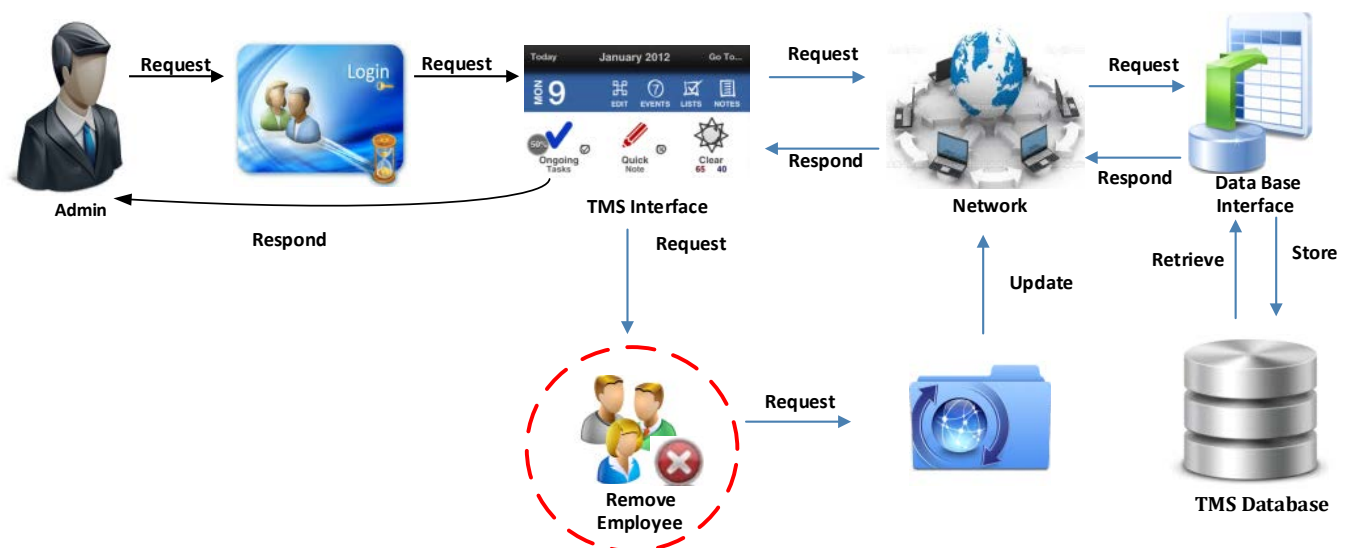 Request
Login
Request
Today January 2012 Go To...
MON 9
EDIT EVENTS LISTS NOTES
7
50%
Ongoing
Tasks
Quick
Note
Clear
65 40
Request
Respond
Request
Respond
Admin
Respond
TMS Interface
Network
Data Base
Interface
Request
Update
Retrieve
Store
Request
Remove
Employee
TMS Database